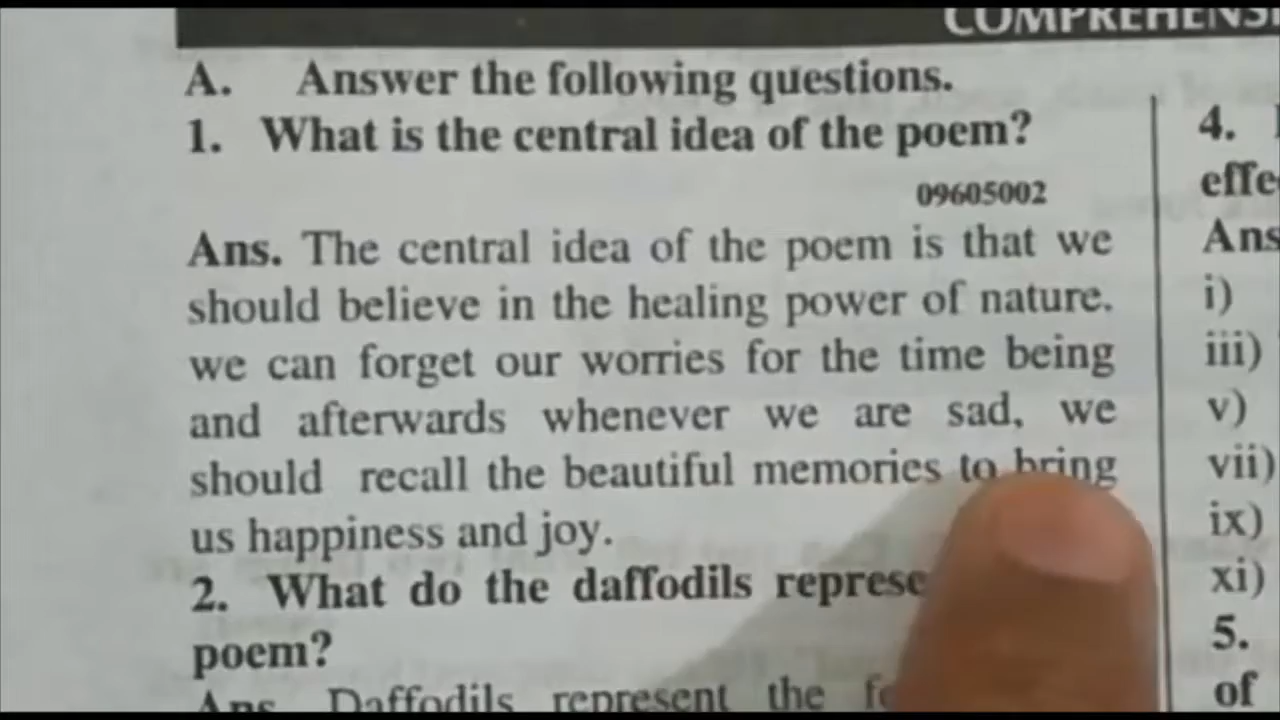 COMPREHENSI
A. Answer the following questions.
1. What is the central idea of the poem?
09605002
Ans. The central idea of the poem is that we
should believe in the healing power of nature.
we can forget our worries for the time being
and afterwards whenever we are sad, we
should recall the beautiful memories to bring
us happiness and joy.
2. What do the daffodils represe
poem?
Ans. Daffodils represent the
4.
effe
Ans
i)
iii)
v)
vii)
ix)
xi)
5.
of